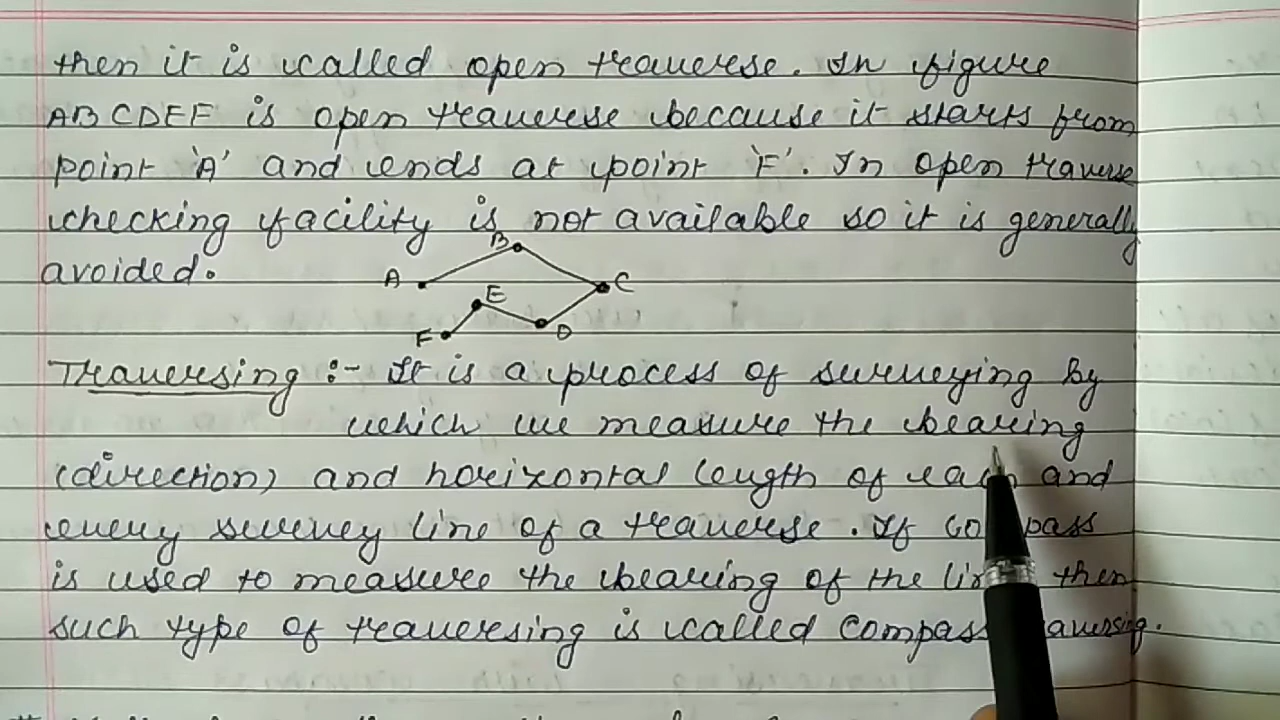 then it is called open traverse. In figure
ABCDEF is open traverse because it starts from
point 'A' and ends at point 'F'. In open traverse
checking facility is not available so it is generally
avoided.
A B C D E F
Traversing :- It is a process of surveying by
which we measure the bearing
(direction) and horizontal length of each and
every survey line of a traverse. If compass
is used to measure the bearing of the line then
such type of traversing is called compass traversing.